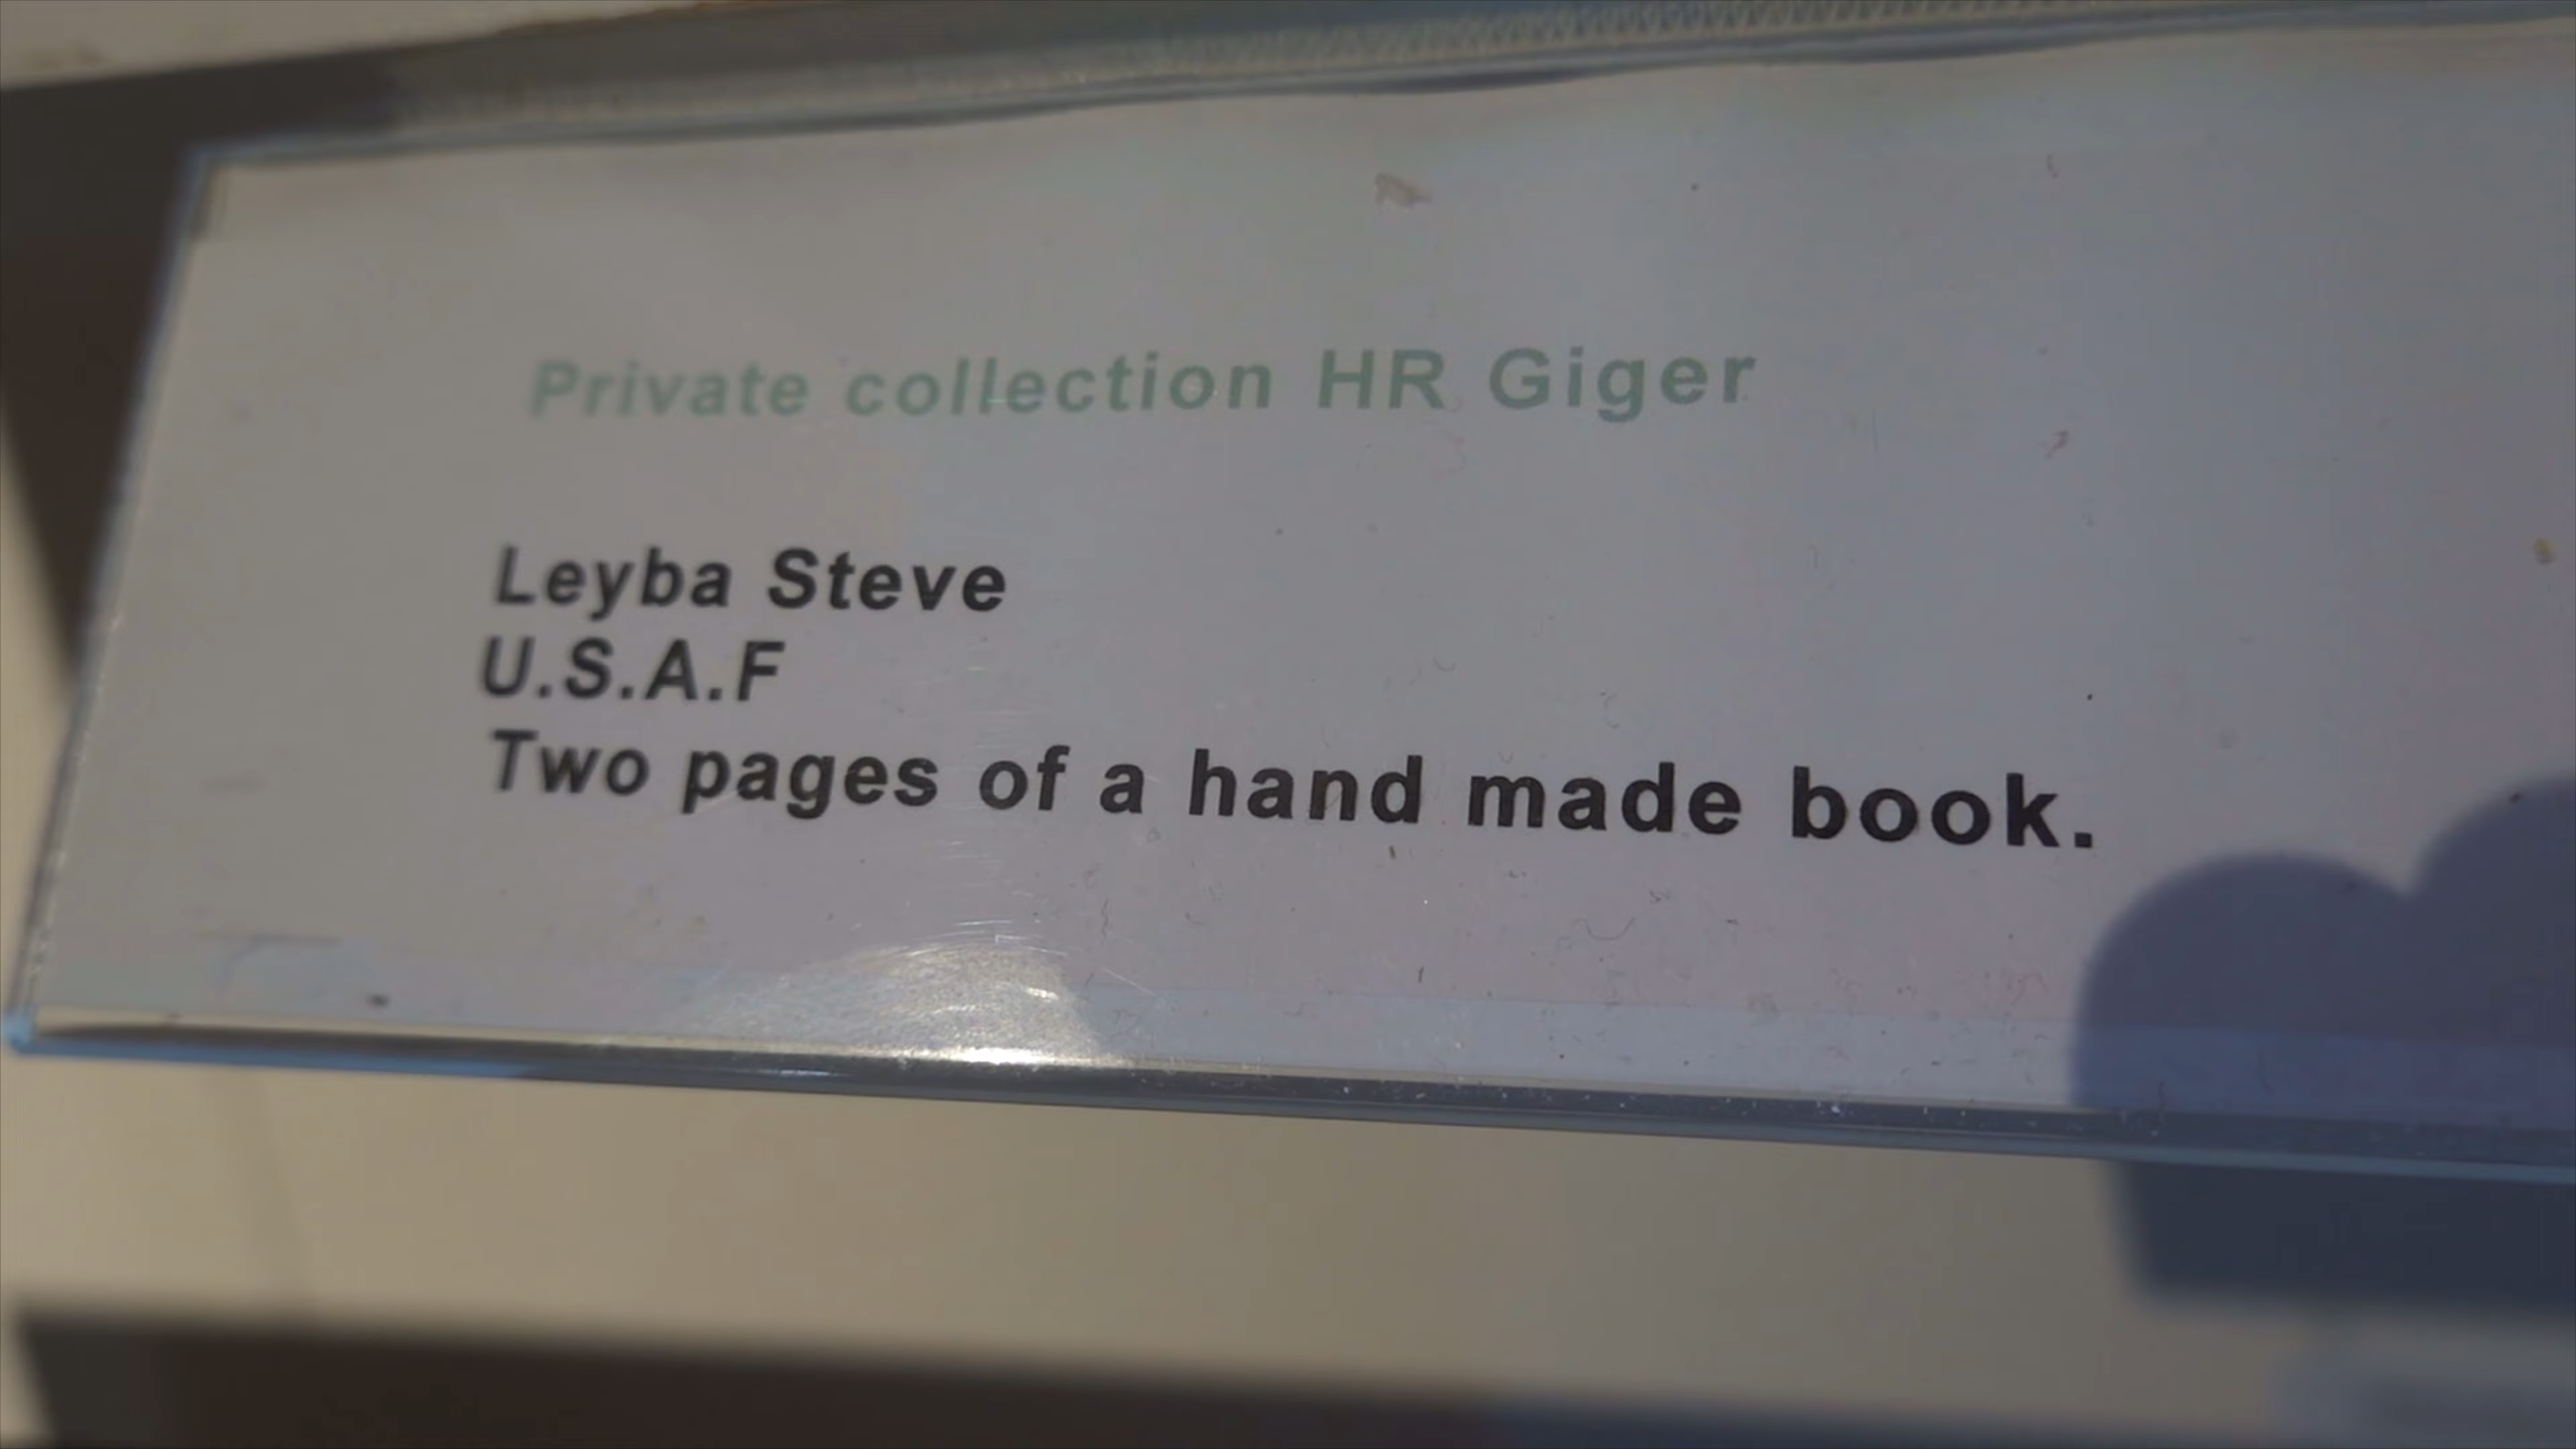 Private collection HR Giger
Leyba Steve
U.S.A.F
Two pages of a hand made book.